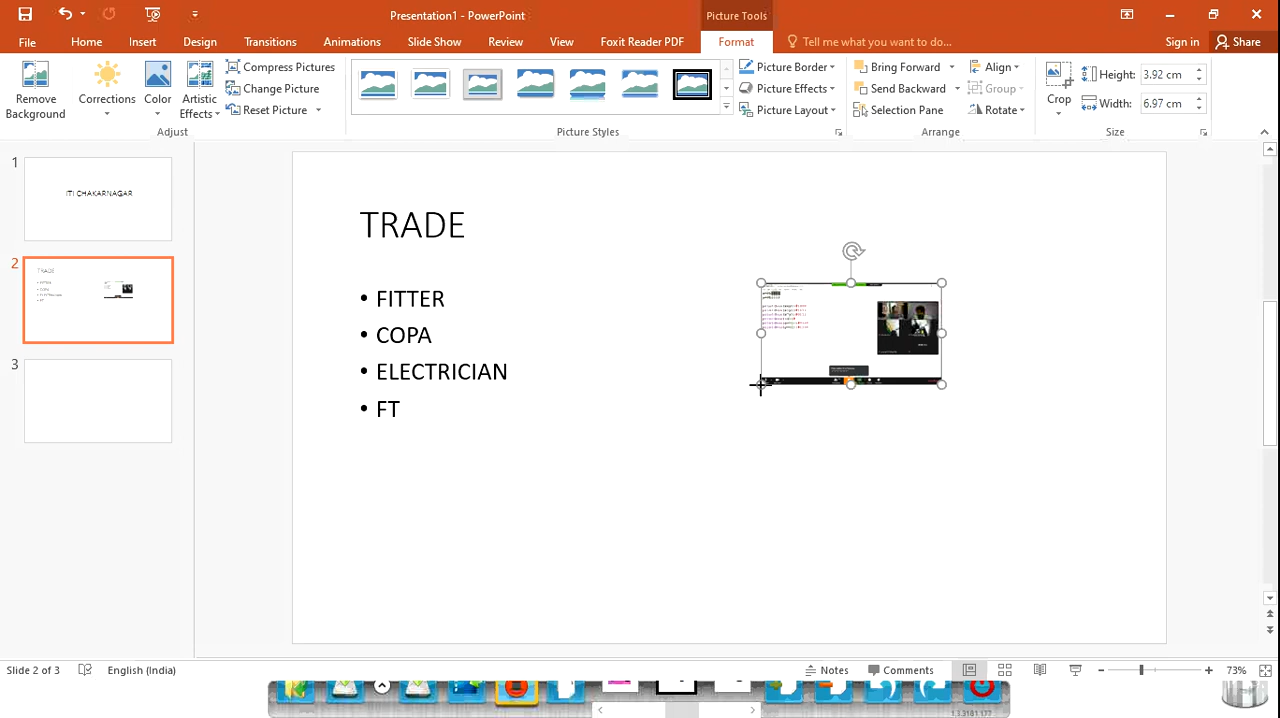 Presentation1 - PowerPoint
Picture Tools
File
Home
Insert
Design
Transitions
Animations
Slide Show
Review
View
Foxit Reader PDF
Format
Tell me what you want to do...
Sign in
Share
Remove Background
Corrections
Color
Artistic Effects
Compress Pictures
Change Picture
Reset Picture
Adjust
Picture Styles
Picture Border
Picture Effects
Picture Layout
Bring Forward
Send Backward
Selection Pane
Align
Group
Rotate
Arrange
Crop
Height: 3.92 cm
Width: 6.97 cm
Size
1
ITI CHAKARNAGAR
2
TRADE
3
TRADE
• FITTER
• COPA
• ELECTRICIAN
• FT
Slide 2 of 3
English (India)
Notes
Comments
73%